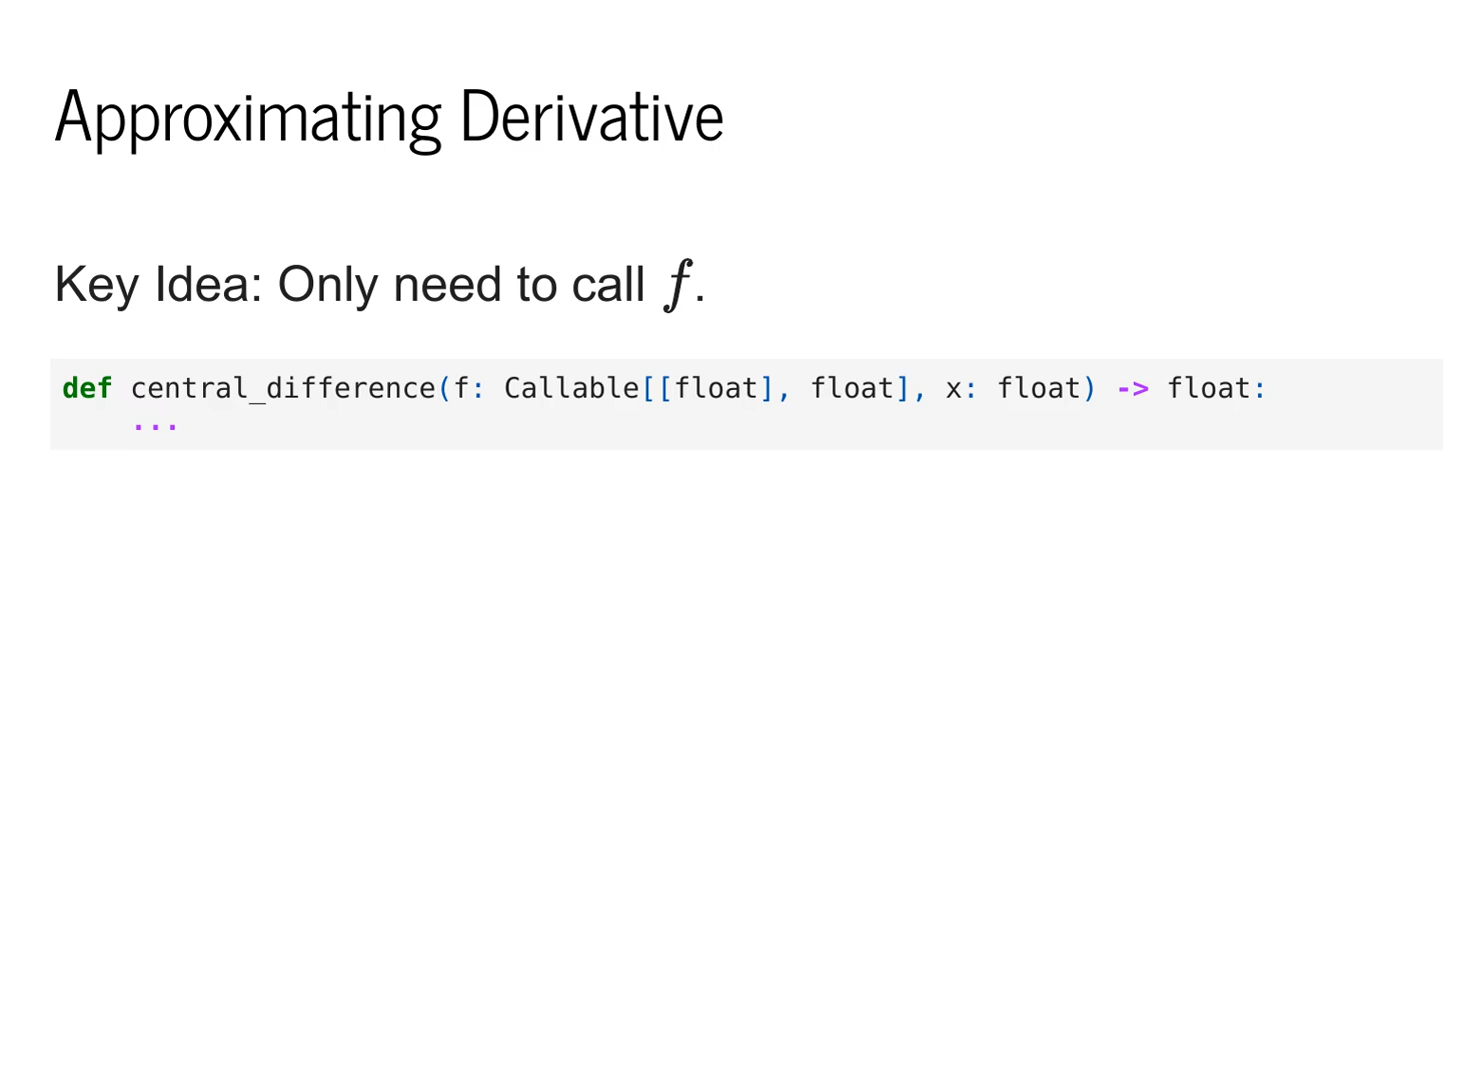 Approximating Derivative
Key Idea: Only need to call f.
def central_difference(f: Callable[[float], float], x: float) -> float:
    ...